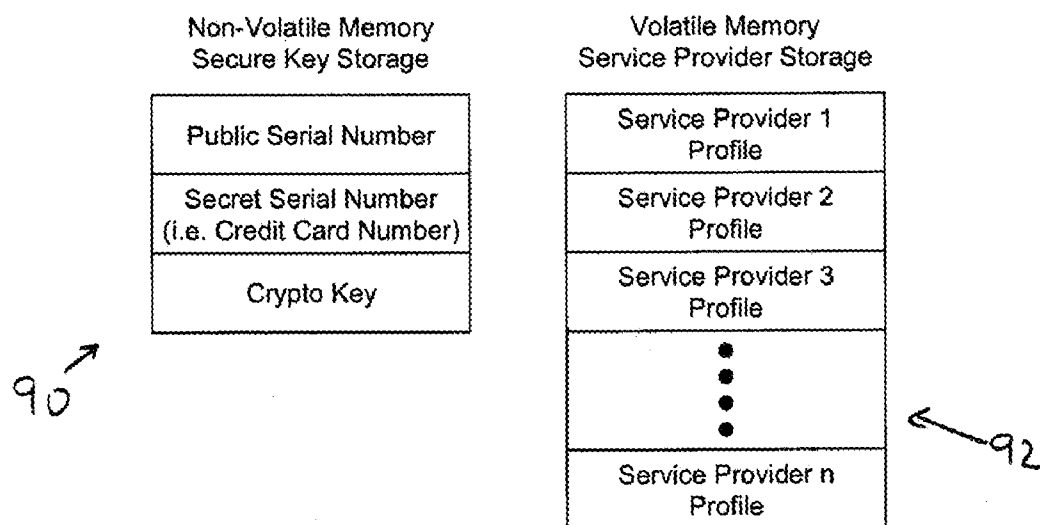 Non-Volatile Memory
Secure Key Storage
Public Serial Number
Secret Serial Number
(i.e. Credit Card Number)
Crypto Key
90
Volatile Memory
Service Provider Storage
Service Provider 1
Profile
Service Provider 2
Profile
Service Provider 3
Profile
Service Provider n
Profile
92